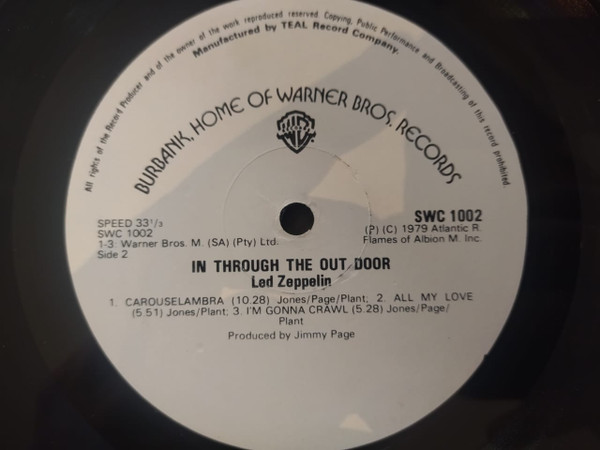 All rights of the Record Producer and of the owner of the work reproduced reserved. Copying, Public Performance and Broadcasting of this record prohibited.
Manufactured by TEAL Record Company.
BURBANK, HOME OF WARNER BROS. RECORDS
WB
SPEED 33 1/3
SWC 1002
1-3: Warner Bros. M. (SA) (Pty) Ltd.
Side 2
SWC 1002
(P) (C) 1979 Atlantic R.
Flames of Albion M. Inc.
IN THROUGH THE OUT DOOR
Led Zeppelin
1. CAROUSELAMBRA (10.28) Jones/Page/Plant; 2. ALL MY LOVE
(5.51) Jones/Plant; 3. I'M GONNA CRAWL (5.28) Jones/Page/
Plant
Produced by Jimmy Page